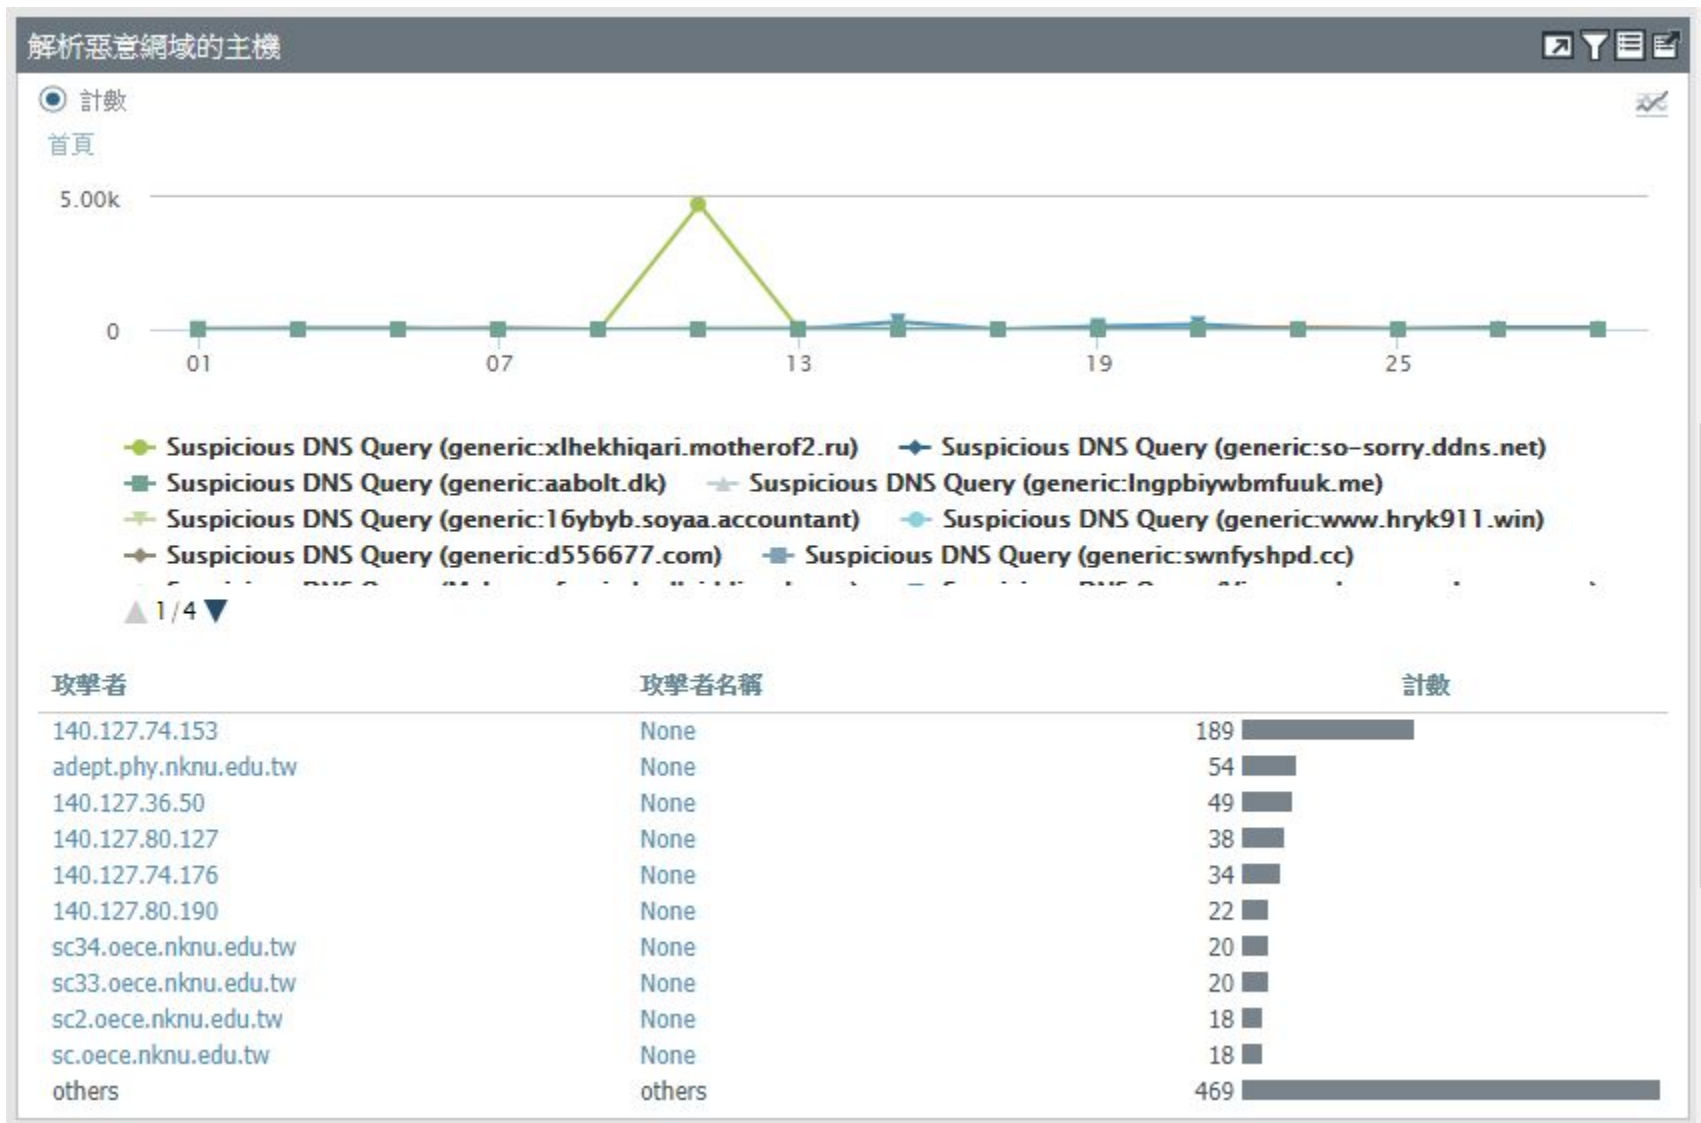 解析惡意網域的主機
計數
首頁
5.00k
0
01 07 13 19 25
Suspicious DNS Query (generic:xlhekhiqari.motherof2.ru) Suspicious DNS Query (generic:so-sorry.ddns.net)
Suspicious DNS Query (generic:aabolt.dk) Suspicious DNS Query (generic:lngpbiywbmfuuk.me)
Suspicious DNS Query (generic:16ybyb.soyaa.accountant) Suspicious DNS Query (generic:www.hryk911.win)
Suspicious DNS Query (generic:d556677.com) Suspicious DNS Query (generic:swnfyshpd.cc)
1/4
攻擊者 攻擊者名稱 計數
140.127.74.153 None 189
adept.phy.nknu.edu.tw None 54
140.127.36.50 None 49
140.127.80.127 None 38
140.127.74.176 None 34
140.127.80.190 None 22
sc34.oece.nknu.edu.tw None 20
sc33.oece.nknu.edu.tw None 20
sc2.oece.nknu.edu.tw None 18
sc.oece.nknu.edu.tw None 18
others others 469